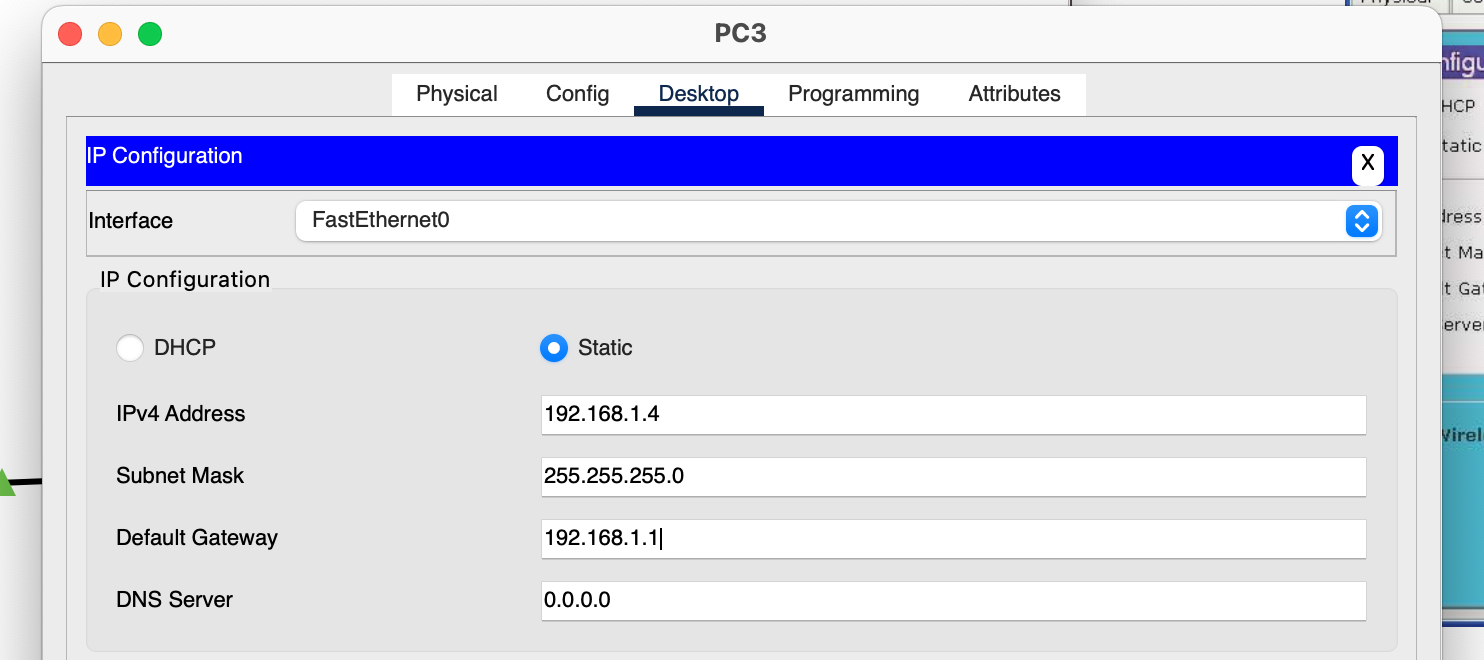 PC3
Physical Config Desktop Programming Attributes
IP Configuration
X
Interface FastEthernet0
IP Configuration
DHCP Static
IPv4 Address 192.168.1.4
Subnet Mask 255.255.255.0
Default Gateway 192.168.1.1
DNS Server 0.0.0.0